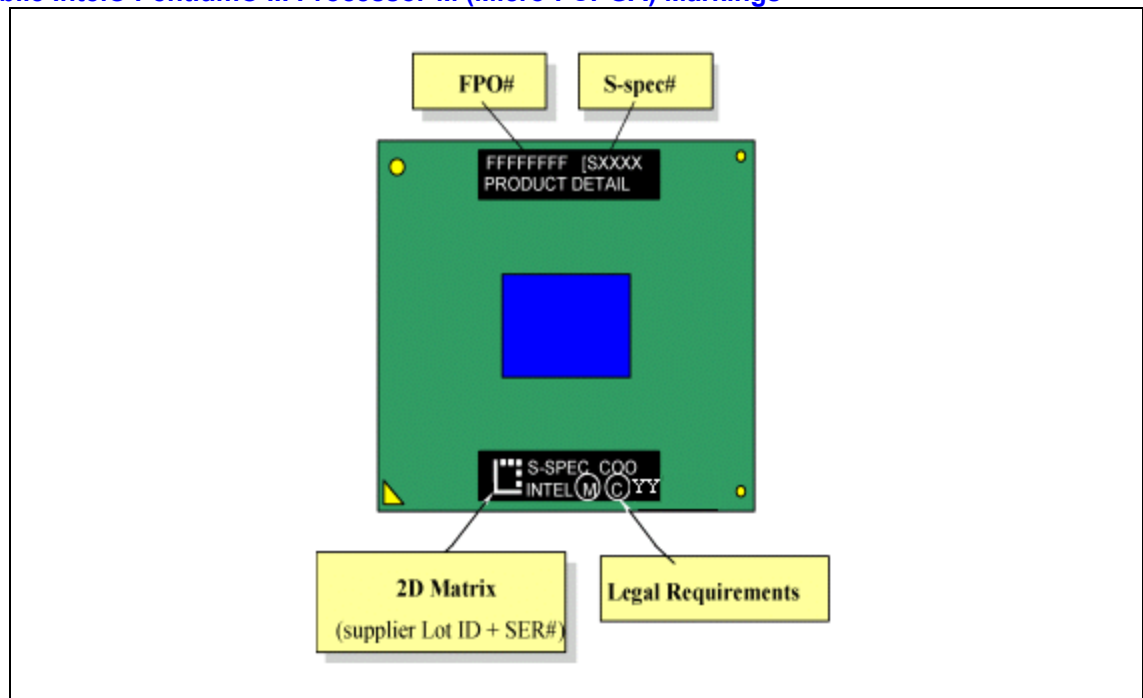 FPO# S-spec#
FFFFFFFF [SXXXX
PRODUCT DETAIL
S-SPEC COO
INTEL M C YY
2D Matrix
(supplier Lot ID + SER#)
Legal Requirements